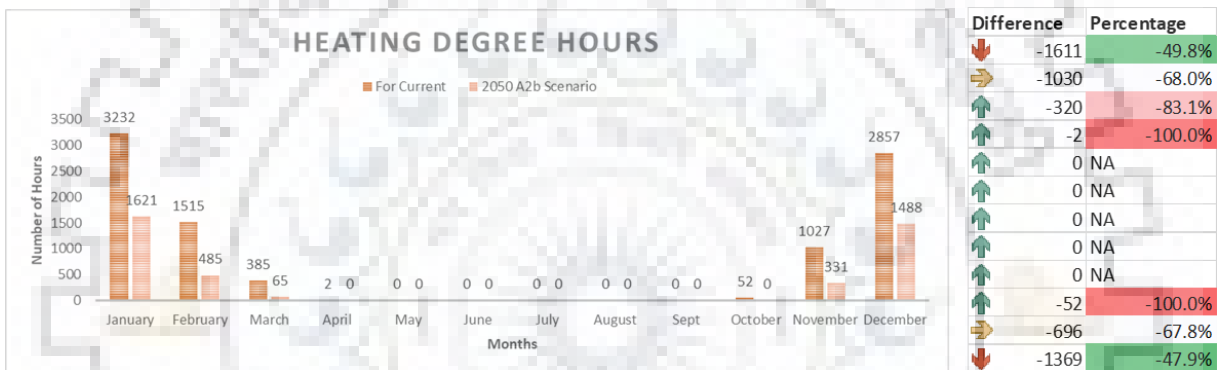 HEATING DEGREE HOURS
For Current 2050 A2b Scenario
Number of Hours
3500
3000
2500
2000
1500
1000
500
0
3232 1621
1515 485
385 65
2 0
0 0
0 0
0 0
0 0
0 0
52 0
1027 331
2857 1488
January February March April May June July August Sept October November December
Months
Difference Percentage
-1611 -49.8%
-1030 -68.0%
-320 -83.1%
-2 -100.0%
0 NA
0 NA
0 NA
0 NA
0 NA
-52 -100.0%
-696 -67.8%
-1369 -47.9%